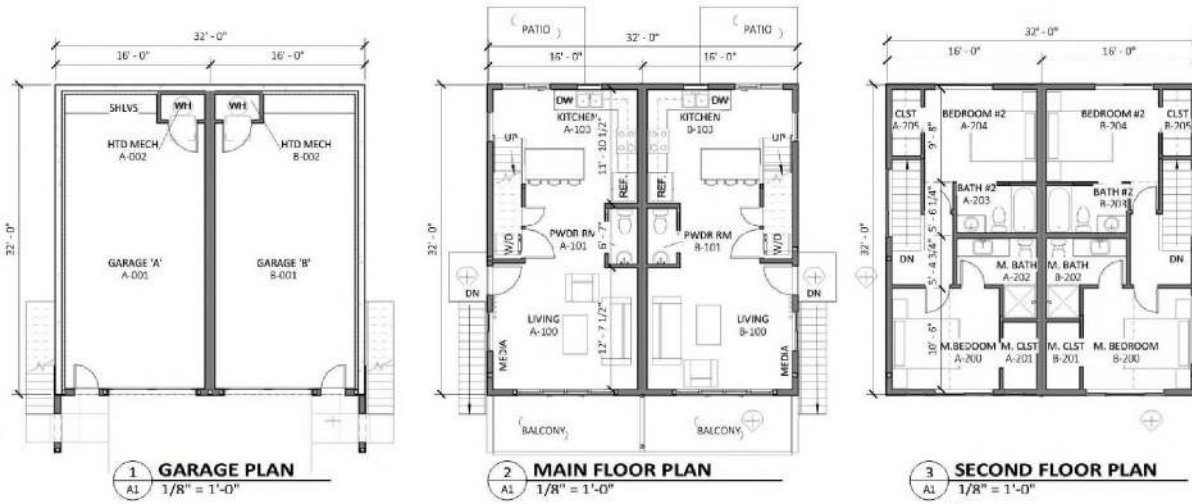 32' - 0"
16' - 0"
16' - 0"
32' - 0"
SHLVS
WH
WH
HTD MECH
A-002
HTD MECH
B-002
GARAGE 'A'
A-001
GARAGE 'B'
B-001
1
A1
GARAGE PLAN
1/8" = 1'-0"
PATIO
PATIO
32' - 0"
16' - 0"
16' - 0"
32' - 0"
DW
DW
KITCHEN
A-103
KITCHEN
B-103
11' - 10 1/2"
UP
UP
REF.
REF.
W/D
W/D
PWDR RM
A-101
PWDR RM
B-101
6' - 7"
DN
DN
LIVING
A-100
LIVING
B-100
12' - 7 1/2"
MEDIA
MEDIA
BALCONY
BALCONY
2
A1
MAIN FLOOR PLAN
1/8" = 1'-0"
32' - 0"
16' - 0"
16' - 0"
32' - 0"
CLST
A-205
BEDROOM #2
A-204
BEDROOM #2
B-204
CLST
B-205
9' - 8"
BATH #2
A-203
BATH #2
B-203
5' - 6 1/4"
DN
DN
M. BATH
A-202
M. BATH
B-202
5' - 4 3/4"
10' - 6"
M.BEDOOM
A-200
M. CLST
A-201
M. CLST
B-201
M. BEDROOM
B-200
3
A1
SECOND FLOOR PLAN
1/8" = 1'-0"